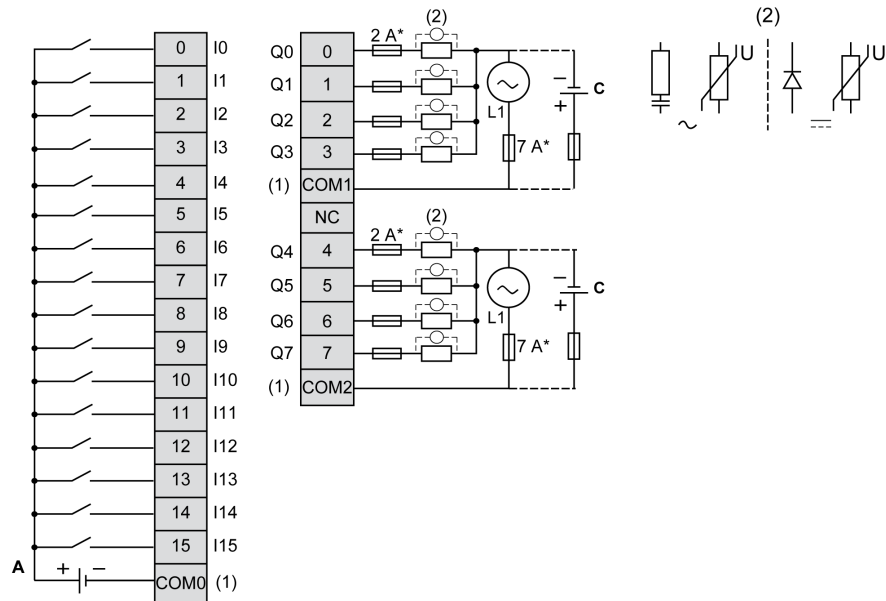 0 I0
1 I1
2 I2
3 I3
4 I4
5 I5
6 I6
7 I7
8 I8
9 I9
10 I10
11 I11
12 I12
13 I13
14 I14
15 I15
A + − COM0 (1)
(2)
Q0 0 2 A*
Q1 1
Q2 2
Q3 3
(1) COM1
L1
7 A*
− + C
NC
(2)
Q4 4 2 A*
Q5 5
Q6 6
Q7 7
(1) COM2
L1
7 A*
− + C
(2)
U U